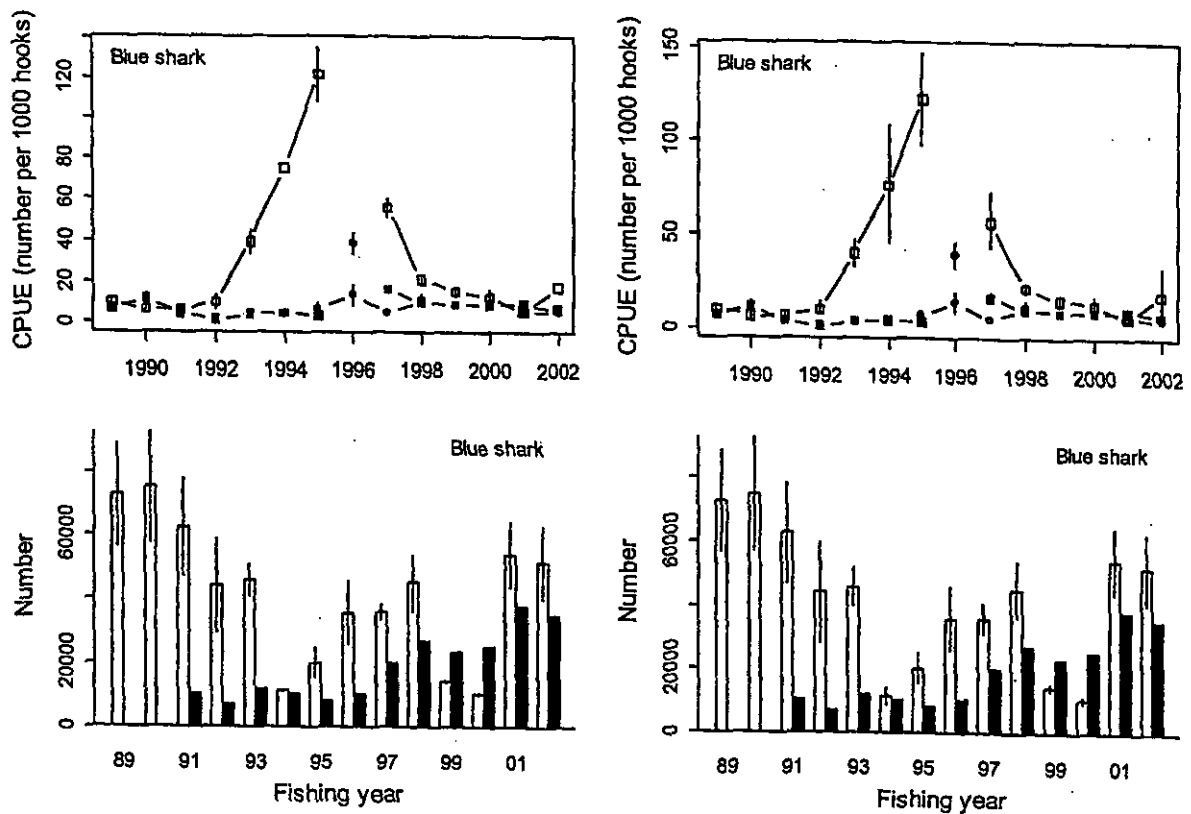 CPUE (number per 1000 hooks)
Blue shark
120
80
60
40
20
0
1990 1992 1994 1996 1998 2000 2002
CPUE (number per 1000 hooks)
Blue shark
150
100
50
0
1990 1992 1994 1996 1998 2000 2002
Number
Blue shark
60000
20000
0
89 91 93 95 97 99 01
Fishing year
Number
Blue shark
60000
20000
0
89 91 93 95 97 99 01
Fishing year